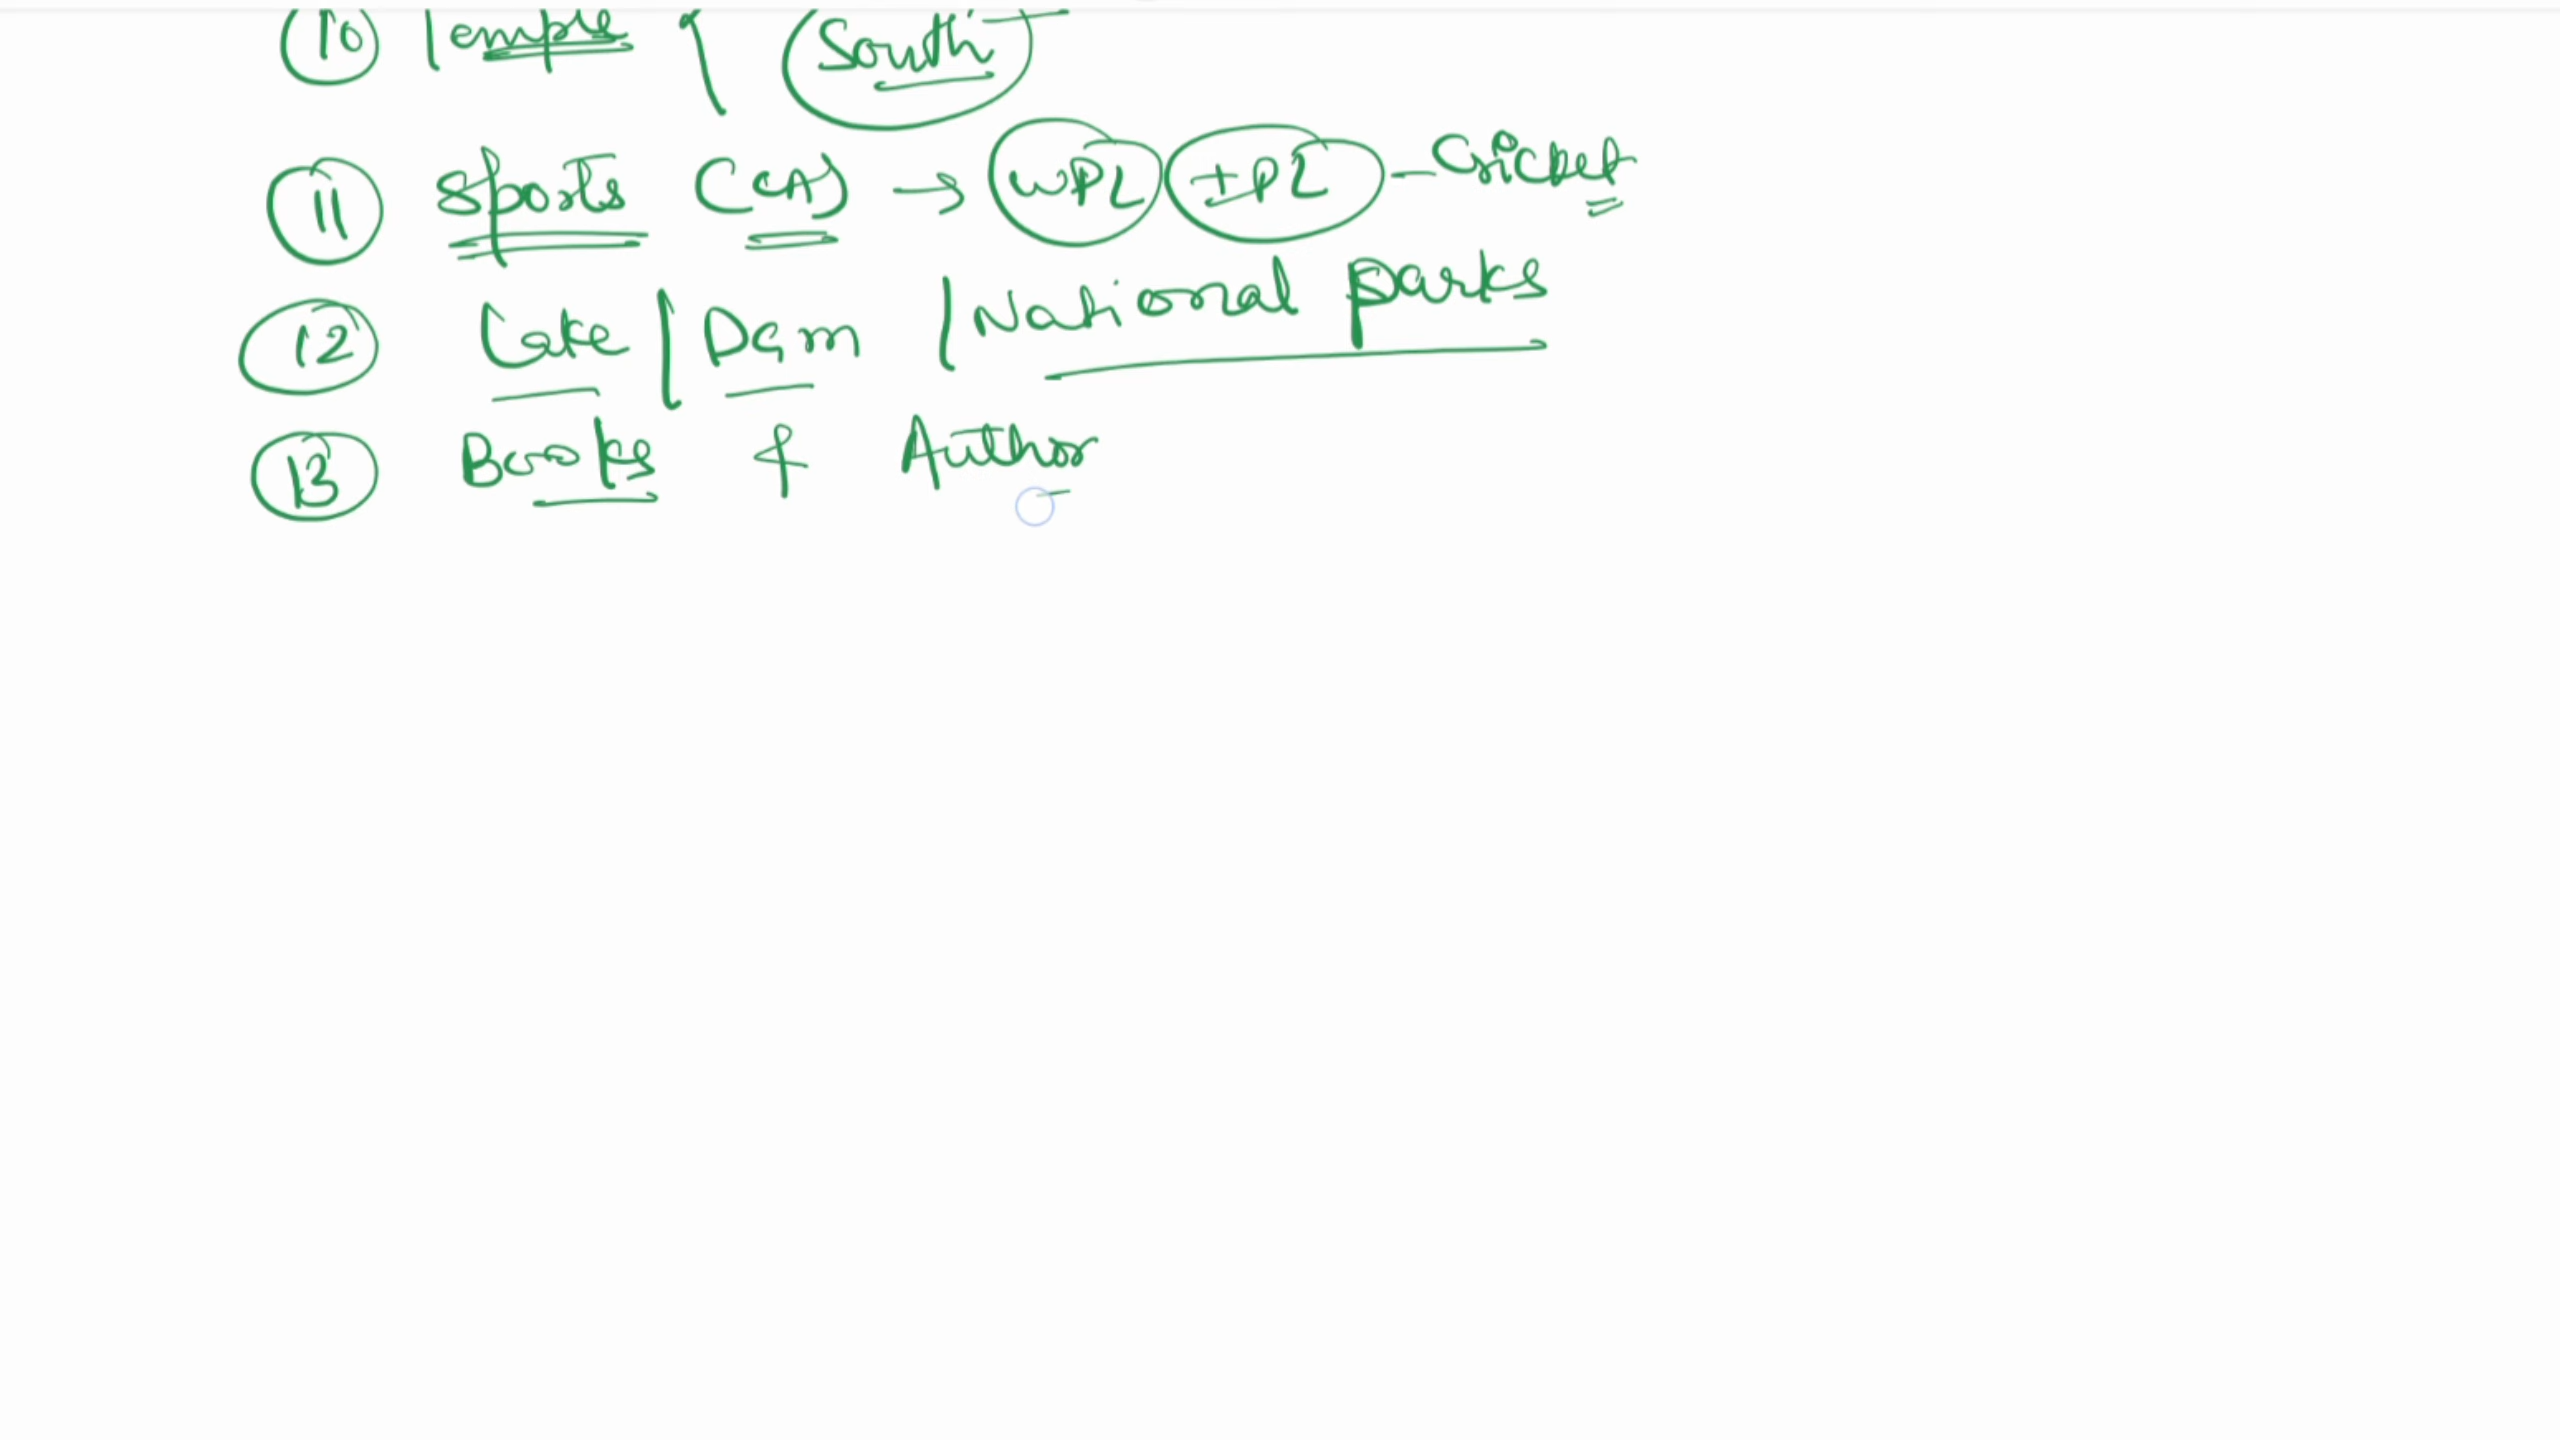 10 Temple { South
11 Sports (CA) → WPL IPL - Cricket
12 Lake | Dam | National parks
13 Books & Author